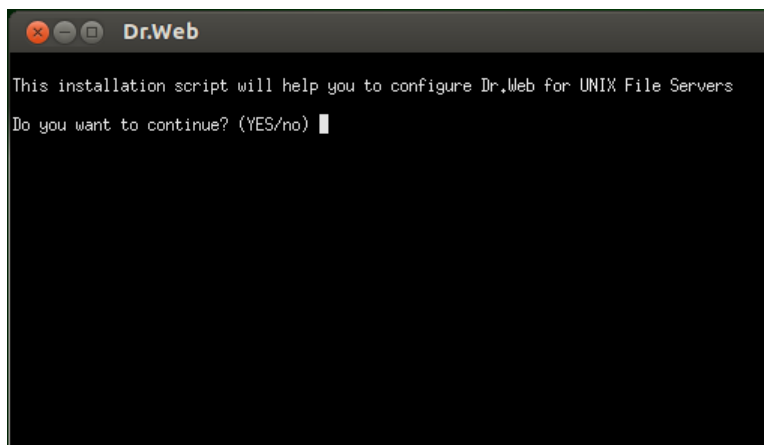 Dr.Web
This installation script will help you to configure Dr.Web for UNIX File Servers
Do you want to continue? (YES/no)